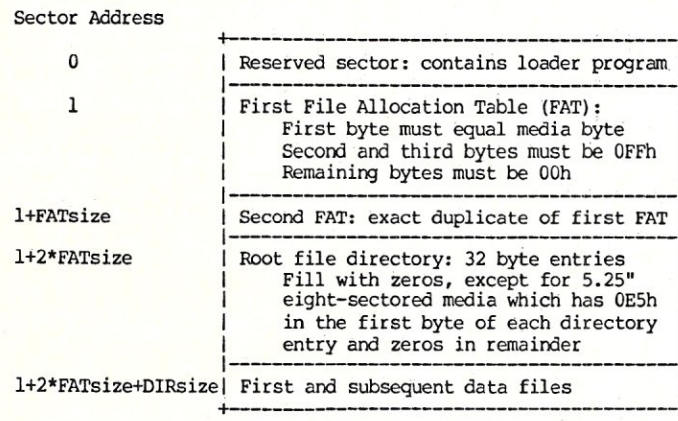 Sector Address
0 Reserved sector: contains loader program
1 First File Allocation Table (FAT):
First byte must equal media byte
Second and third bytes must be 0FFh
Remaining bytes must be 00h
1+FATsize Second FAT: exact duplicate of first FAT
1+2*FATsize Root file directory: 32 byte entries
Fill with zeros, except for 5.25"
eight-sectored media which has 0E5h
in the first byte of each directory
entry and zeros in remainder
1+2*FATsize+DIRsize First and subsequent data files